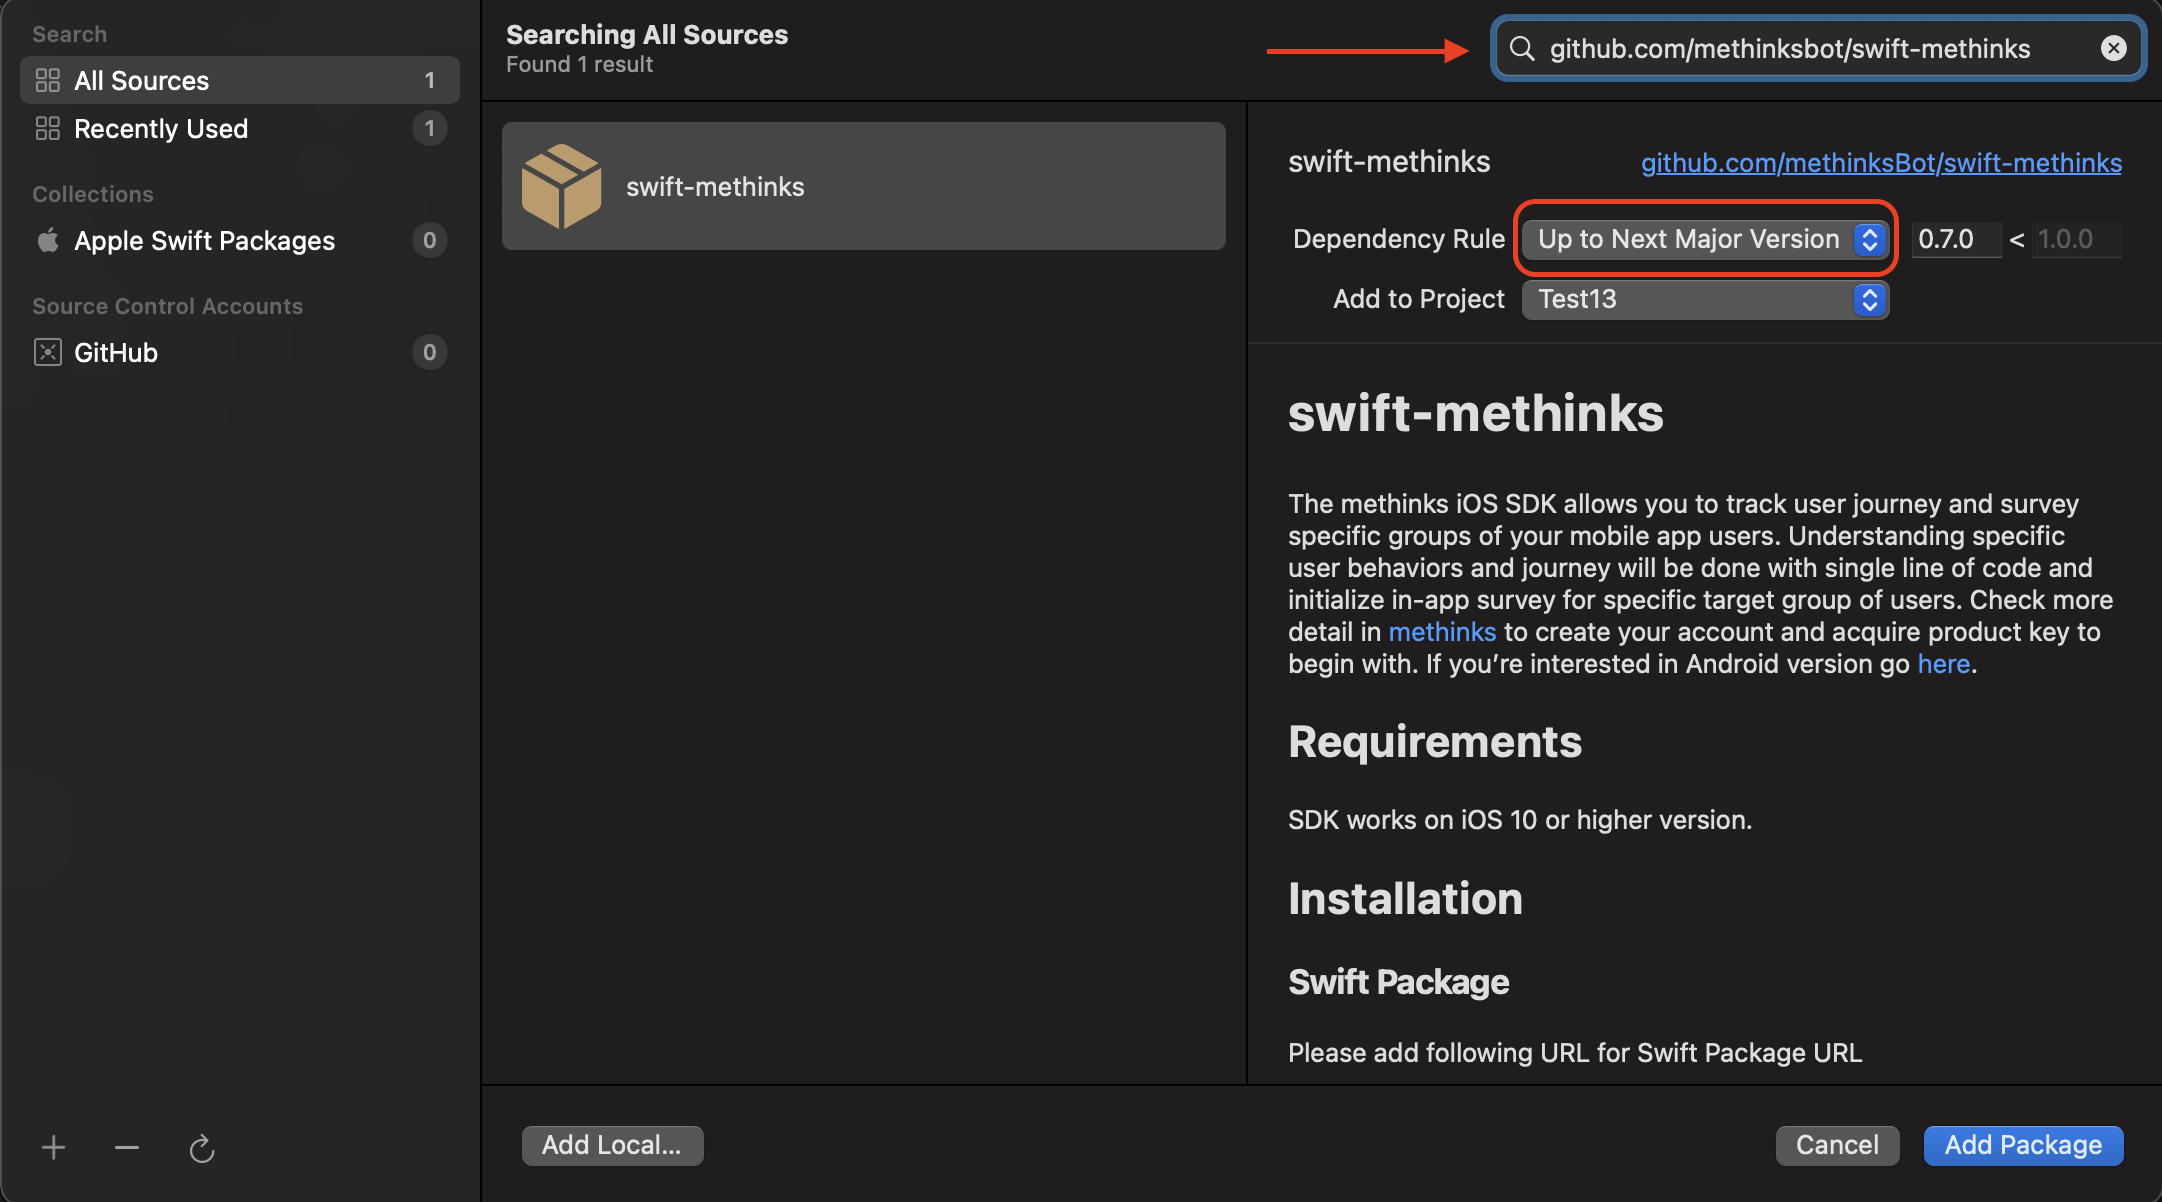 Search
All Sources 1
Recently Used 1
Collections
Apple Swift Packages 0
Source Control Accounts
GitHub 0
Searching All Sources
Found 1 result
github.com/methinksbot/swift-methinks
swift-methinks
swift-methinks github.com/methinksBot/swift-methinks
Dependency Rule Up to Next Major Version 0.7.0 < 1.0.0
Add to Project Test13
swift-methinks
The methinks iOS SDK allows you to track user journey and survey
specific groups of your mobile app users. Understanding specific
user behaviors and journey will be done with single line of code and
initialize in-app survey for specific target group of users. Check more
detail in methinks to create your account and acquire product key to
begin with. If you’re interested in Android version go here.
Requirements
SDK works on iOS 10 or higher version.
Installation
Swift Package
Please add following URL for Swift Package URL
Add Local... Cancel Add Package